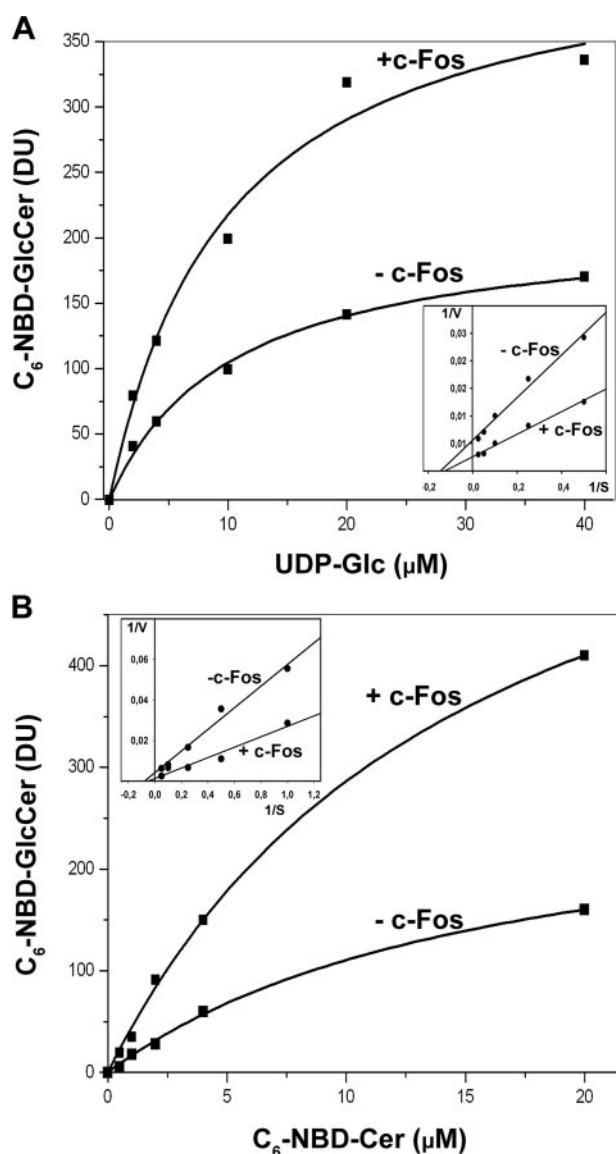 A
C6-NBD-GlcCer (DU)
350
300
250
200
150
100
50
0
+c-Fos
- c-Fos
1/V
0,03
0,02
0,02
0,01
0,01
- c-Fos
+ c-Fos
-0,2
0,0
0,2
0,4
1/S
0
10
20
30
40
UDP-Glc (µM)
B
C6-NBD-GlcCer (DU)
400
300
200
100
0
1/V
0,06
0,04
0,02
-c-Fos
+ c-Fos
-0,2
0,0
0,2
0,4
0,6
0,8
1,0
1,2
1/S
+ c-Fos
- c-Fos
0
5
10
15
20
C6-NBD-Cer (µM)